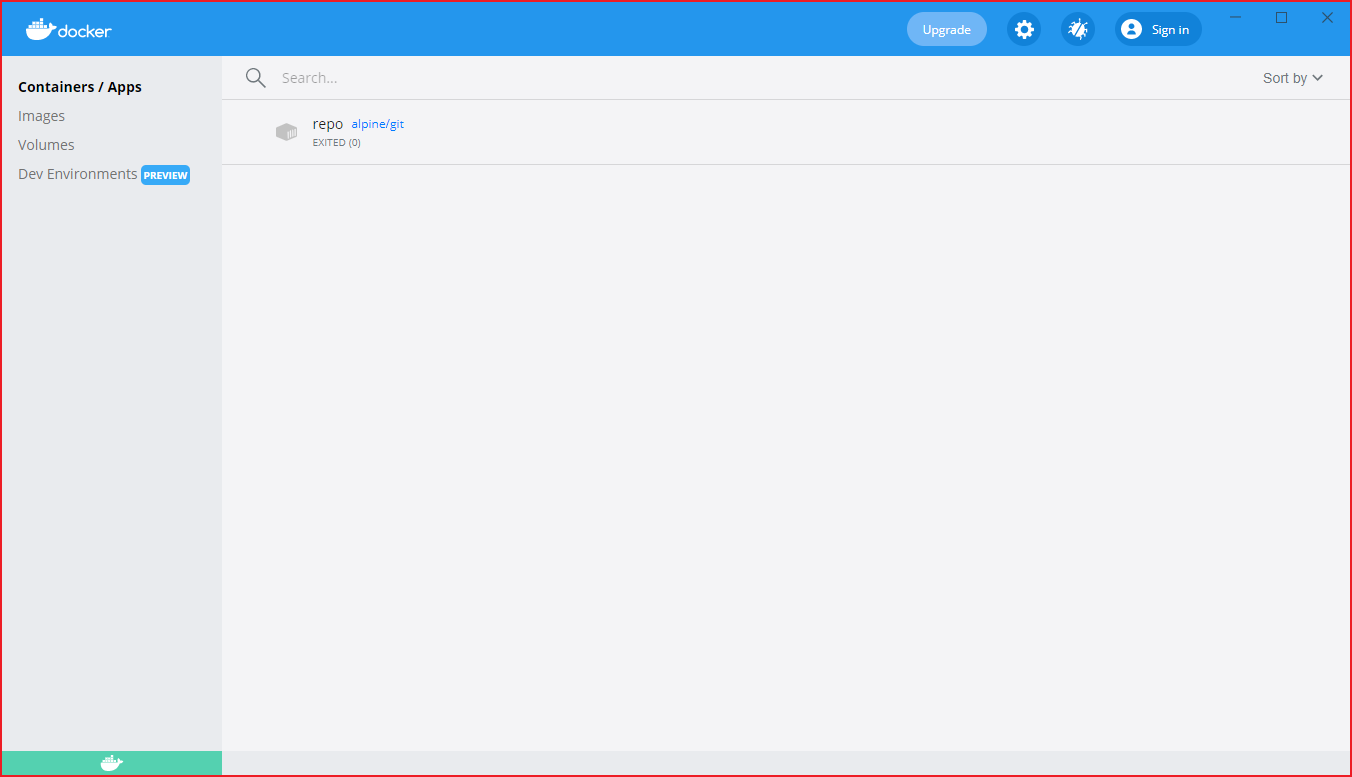 docker
Upgrade
Sign in
Containers / Apps
Images
Volumes
Dev Environments PREVIEW
Search...
Sort by
repo alpine/git
EXITED (0)